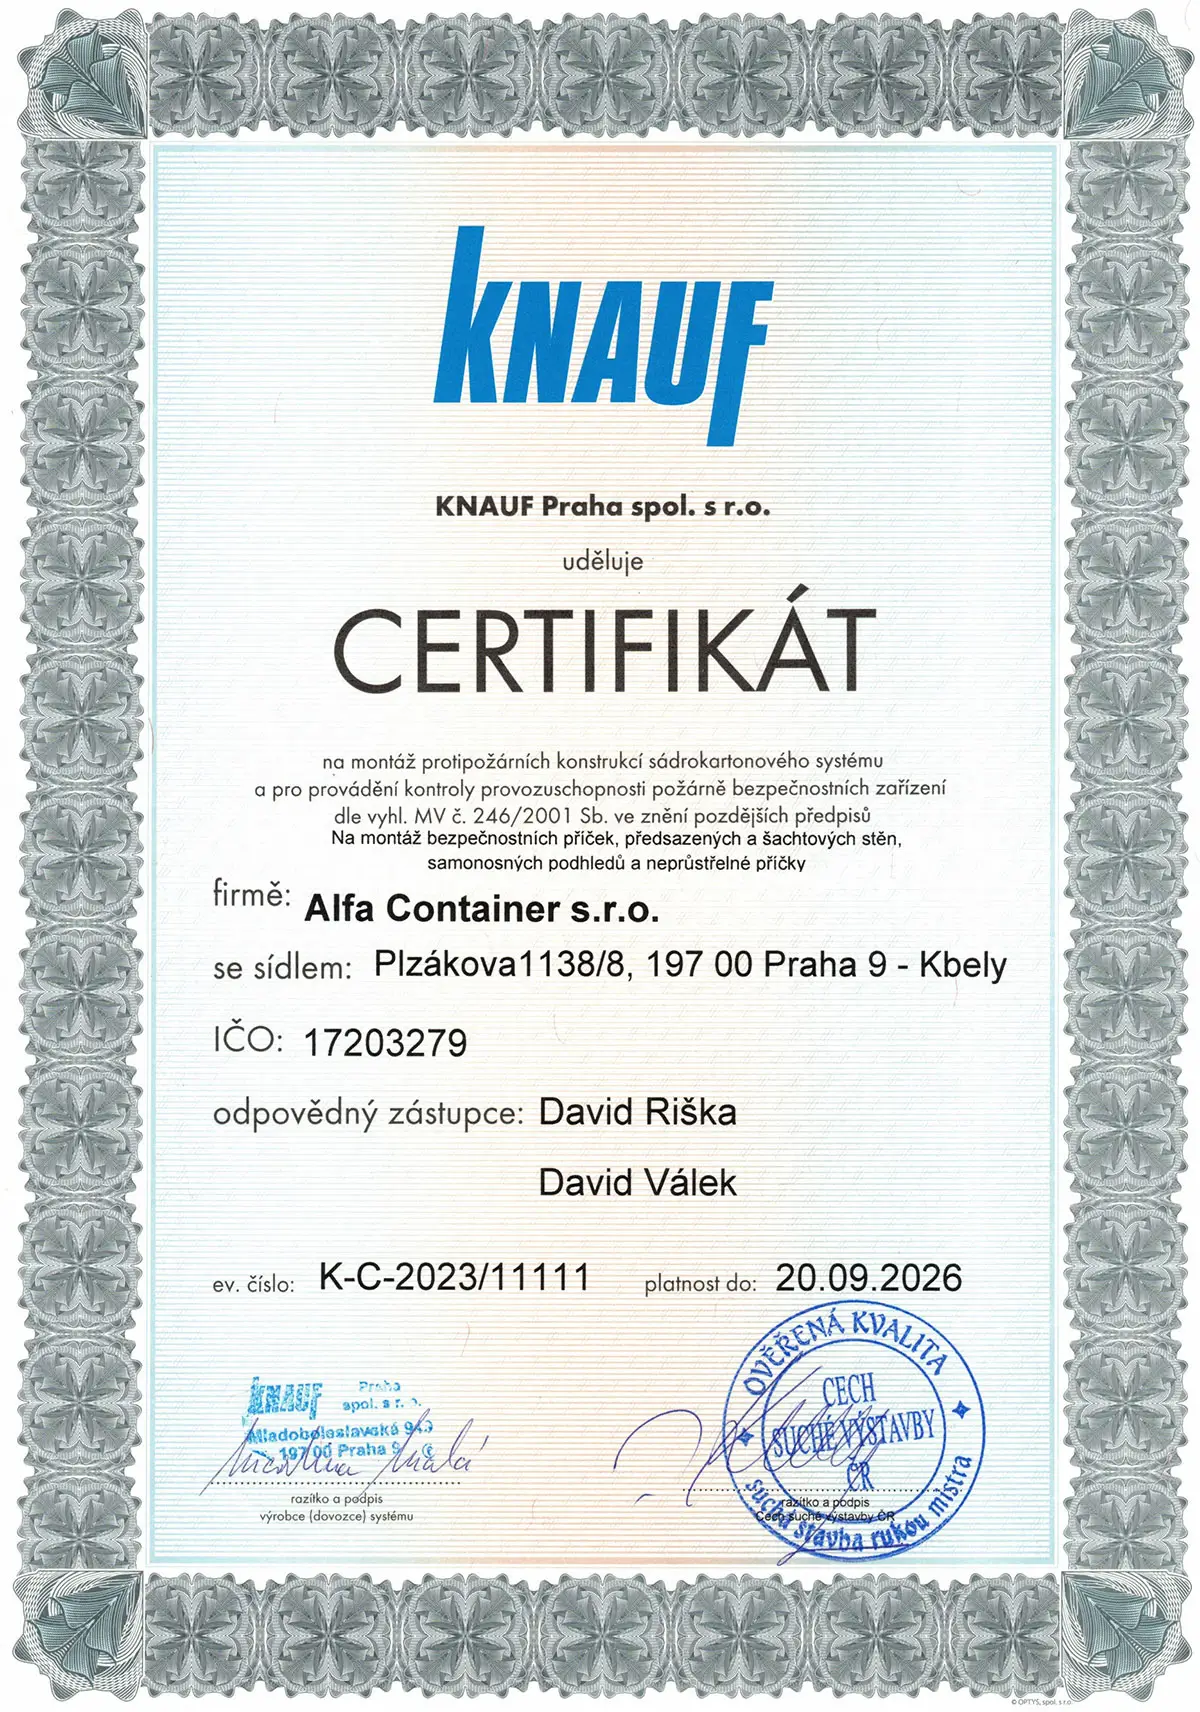 KNAUF
KNAUF Praha spol. s r.o.
uděluje
CERTIFIKÁT
na montáž protipožárních konstrukcí sádrokartonového systému
a pro provádění kontroly provozuschopnosti požárně bezpečnostních zařízení
dle vyhl. MV č. 246/2001 Sb. ve znění pozdějších předpisů
Na montáž bezpečnostních příček, předsazených a šachtových stěn,
samonosných podhledů a neprůstřelné příčky
firmě: Alfa Container s.r.o.
se sídlem: Plzákova1138/8, 197 00 Praha 9 - Kbely
IČO: 17203279
odpovědný zástupce: David Riška
David Válek
ev. číslo: K-C-2023/11111 platnost do: 20.09.2026
KNAUF Praha
spol. s r. o.
Mladoboleslavská 949
197 00 Praha 9
razítko a podpis
výrobce (dovozce) systému
OVĚŘENÁ KVALITA
CECH
SUCHÉ VÝSTAVBY
ČR
suchá stavba rukou mistra
razítko a podpis
Cech suché výstavby ČR
© OPTYS, spol. s r.o.